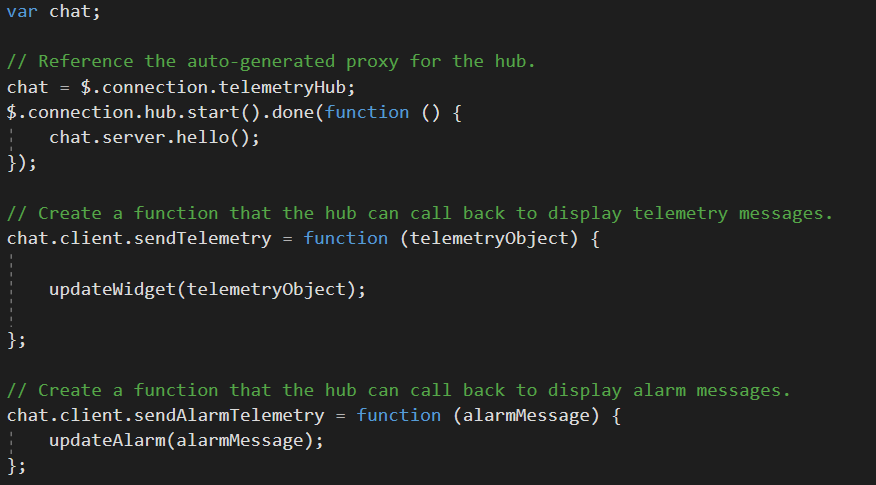 var chat;
// Reference the auto-generated proxy for the hub.
chat = $.connection.telemetryHub;
$.connection.hub.start().done(function () {
    chat.server.hello();
});
// Create a function that the hub can call back to display telemetry messages.
chat.client.sendTelemetry = function (telemetryObject) {
    updateWidget(telemetryObject);
};
// Create a function that the hub can call back to display alarm messages.
chat.client.sendAlarmTelemetry = function (alarmMessage) {
    updateAlarm(alarmMessage);
};